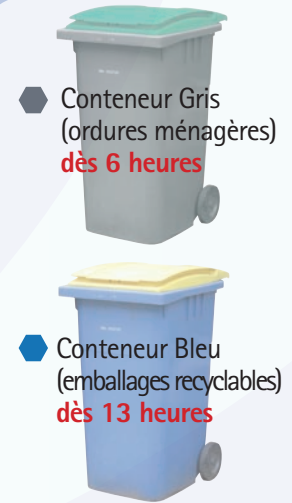 Conteneur Gris
(ordures ménagères)
dès 6 heures
Conteneur Bleu
(emballages recyclables)
dès 13 heures